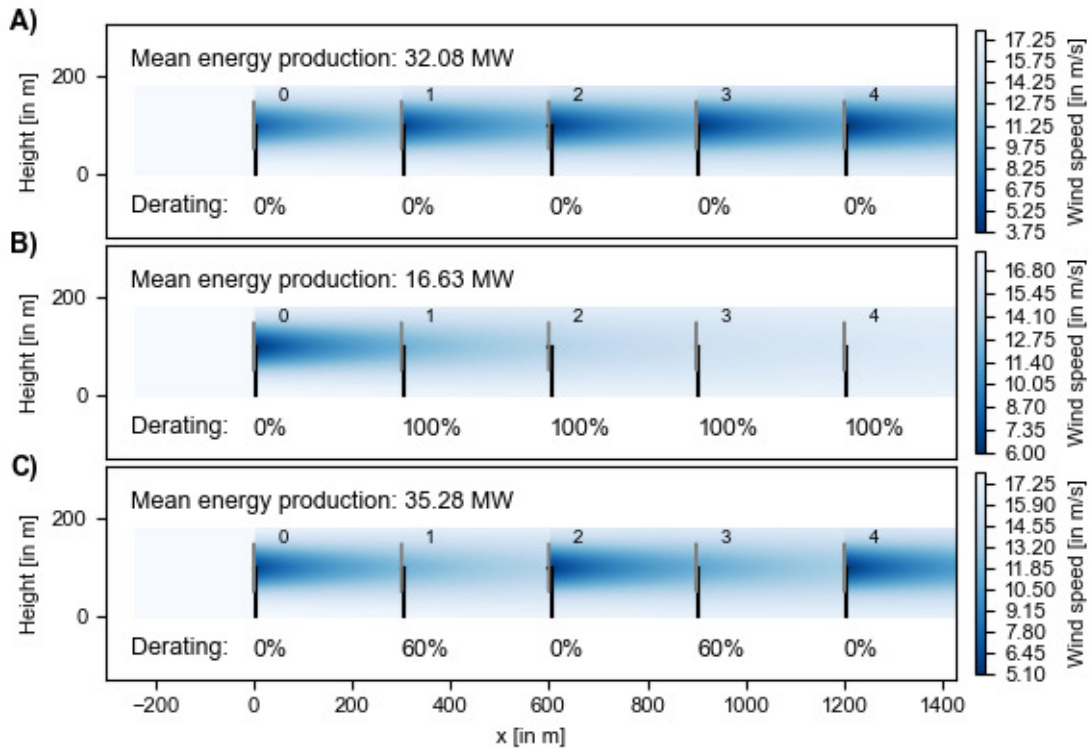 A)
Mean energy production: 32.08 MW
0 1 2 3 4
Derating: 0% 0% 0% 0% 0%
200
0
Height [in m]
17.25
15.75
14.25
12.75
11.25
9.75
8.25
6.75
5.25
3.75
Wind speed [in m/s]
B)
Mean energy production: 16.63 MW
0 1 2 3 4
Derating: 0% 100% 100% 100% 100%
200
0
Height [in m]
16.80
15.45
14.10
12.75
11.40
10.05
8.70
7.35
6.00
Wind speed [in m/s]
C)
Mean energy production: 35.28 MW
0 1 2 3 4
Derating: 0% 60% 0% 60% 0%
200
0
Height [in m]
17.25
15.90
14.55
13.20
11.85
10.50
9.15
7.80
6.45
5.10
Wind speed [in m/s]
−200 0 200 400 600 800 1000 1200 1400
x [in m]